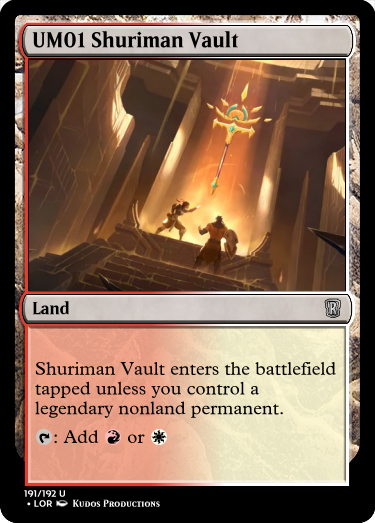 UM01 Shuriman Vault
Land
Shuriman Vault enters the battlefield
tapped unless you control a
legendary nonland permanent.
: Add or
191/192 U
• LOR Kudos Productions